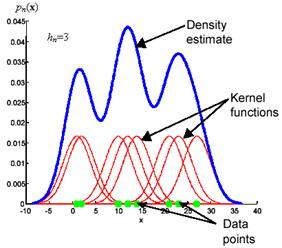 pn(x)
0.045
0.04
0.035
0.03
0.025
0.02
0.015
0.01
0.005
0
hn=3
Density
estimate
Kernel
functions
-10 -5 0 5 10 15 20 25 30 35 40
x
Data
points